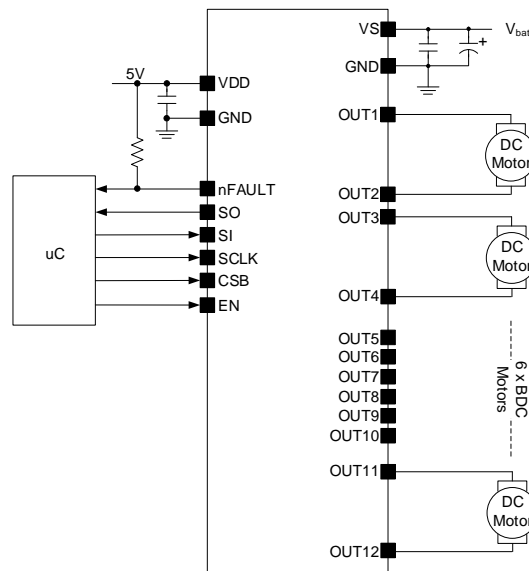 VS
V_bat
GND
5V
VDD
GND
OUT1
DC
Motor
OUT2
nFAULT
SO
SI
SCLK
CSB
EN
uC
OUT3
DC
Motor
OUT4
OUT5
OUT6
OUT7
OUT8
OUT9
OUT10
6 x BDC
Motors
OUT11
DC
Motor
OUT12